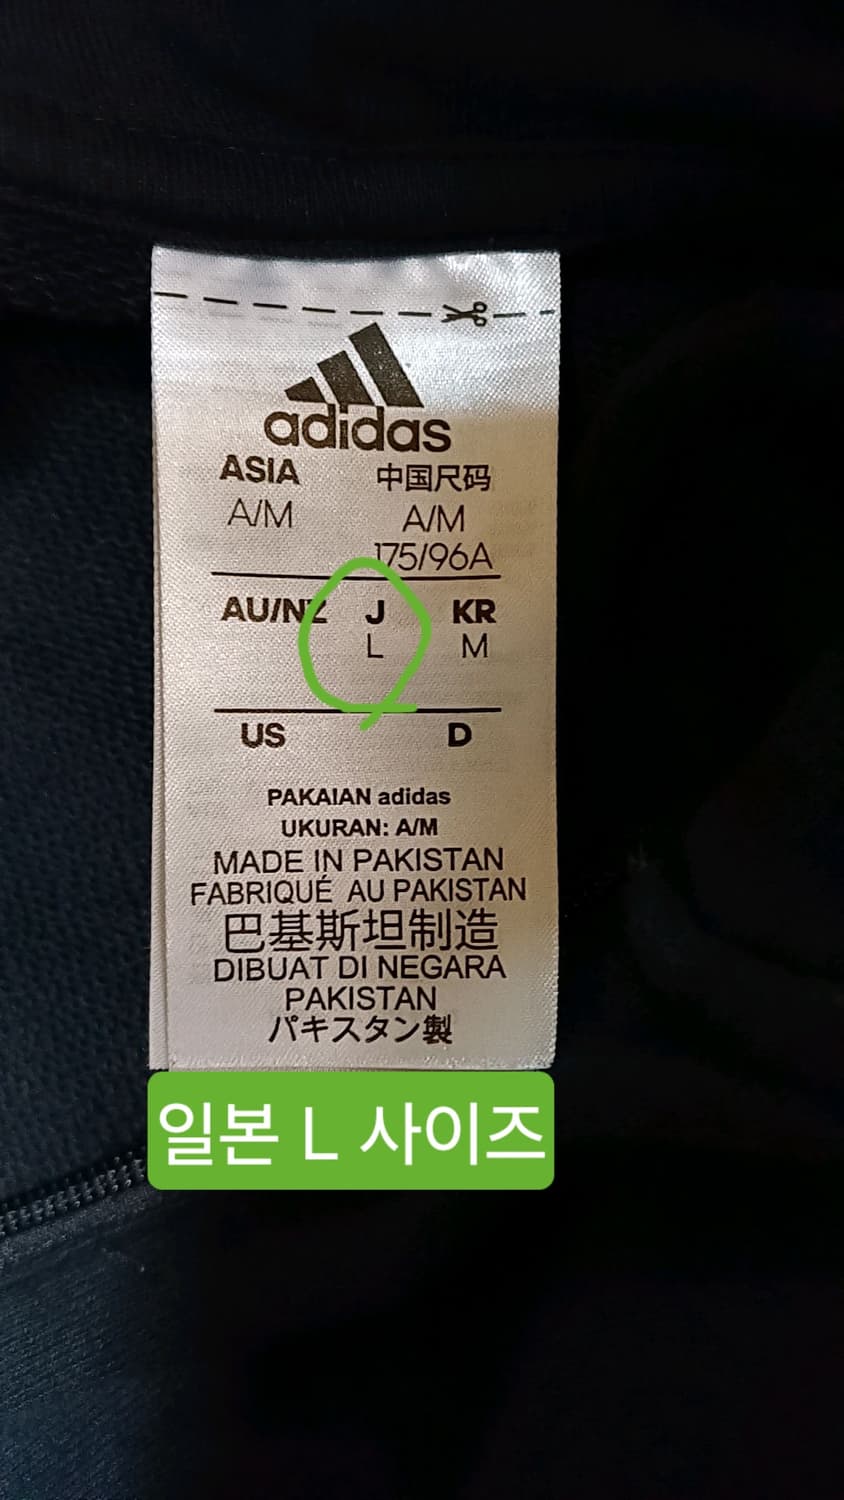 adidas
ASIA 中国尺码
A/M A/M
175/96A
AU/NZ J KR
L M
US D
PAKAIAN adidas
UKURAN: A/M
MADE IN PAKISTAN
FABRIQUÉ AU PAKISTAN
巴基斯坦制造
DIBUAT DI NEGARA
PAKISTAN
パキスタン製
일본 L 사이즈